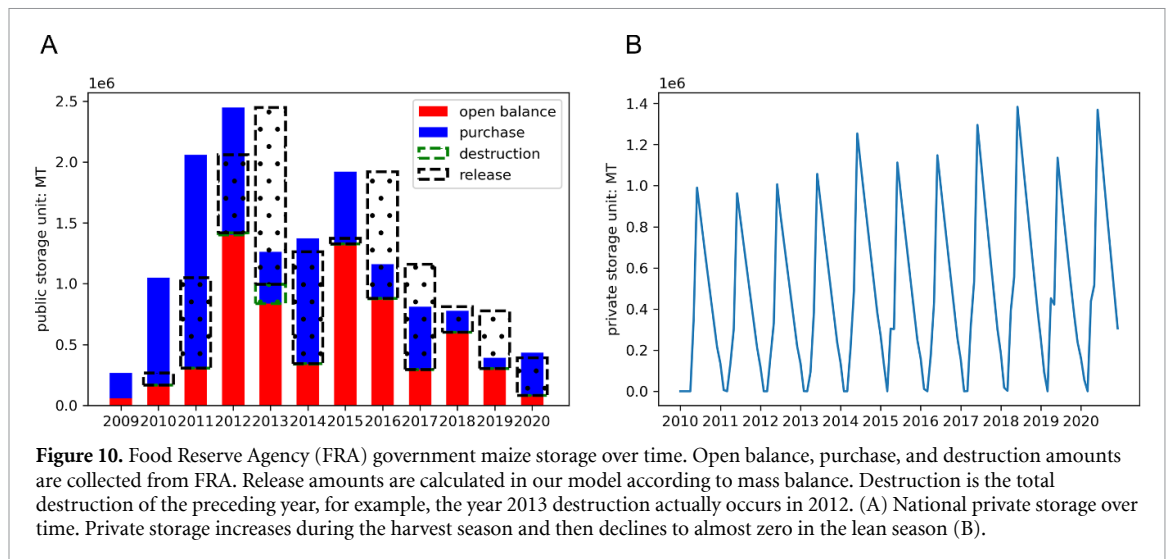 A
B
1e6
public storage unit: MT
2.5
2.0
1.5
1.0
0.5
0.0
open balance
purchase
destruction
release
2009 2010 2011 2012 2013 2014 2015 2016 2017 2018 2019 2020
1e6
private storage unit: MT
1.4
1.2
1.0
0.8
0.6
0.4
0.2
0.0
2010 2011 2012 2013 2014 2015 2016 2017 2018 2019 2020
Figure 10. Food Reserve Agency (FRA) government maize storage over time. Open balance, purchase, and destruction amounts
are collected from FRA. Release amounts are calculated in our model according to mass balance. Destruction is the total
destruction of the preceding year, for example, the year 2013 destruction actually occurs in 2012. (A) National private storage over
time. Private storage increases during the harvest season and then declines to almost zero in the lean season (B).